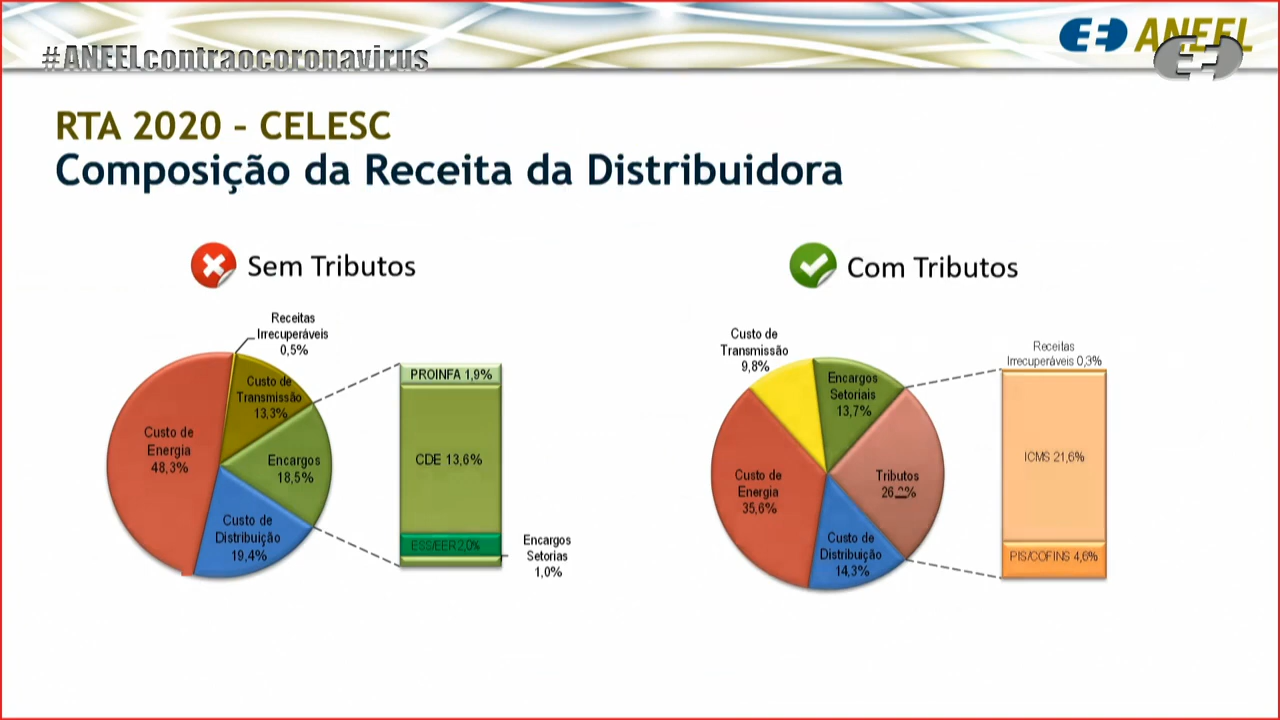 #ANEELcontraocoronavirus
ANEEL
RTA 2020 – CELESC
Composição da Receita da Distribuidora
Sem Tributos
Receitas
Irrecuperáveis
0,5%
Custo de
Transmissão
13,3%
Custo de
Energia
48,3%
Encargos
18,5%
Custo de
Distribuição
19,4%
PROINFA 1,9%
CDE 13,6%
ESS/EER 2,0%
Encargos
Setorias
1,0%
Com Tributos
Custo de
Transmissão
9,8%
Encargos
Setoriais
13,7%
Custo de
Energia
35,6%
Tributos
Custo de
Distribuição
14,3%
Receitas
Irrecuperáveis 0,3%
ICMS 21,6%
PIS/COFINS 4,6%